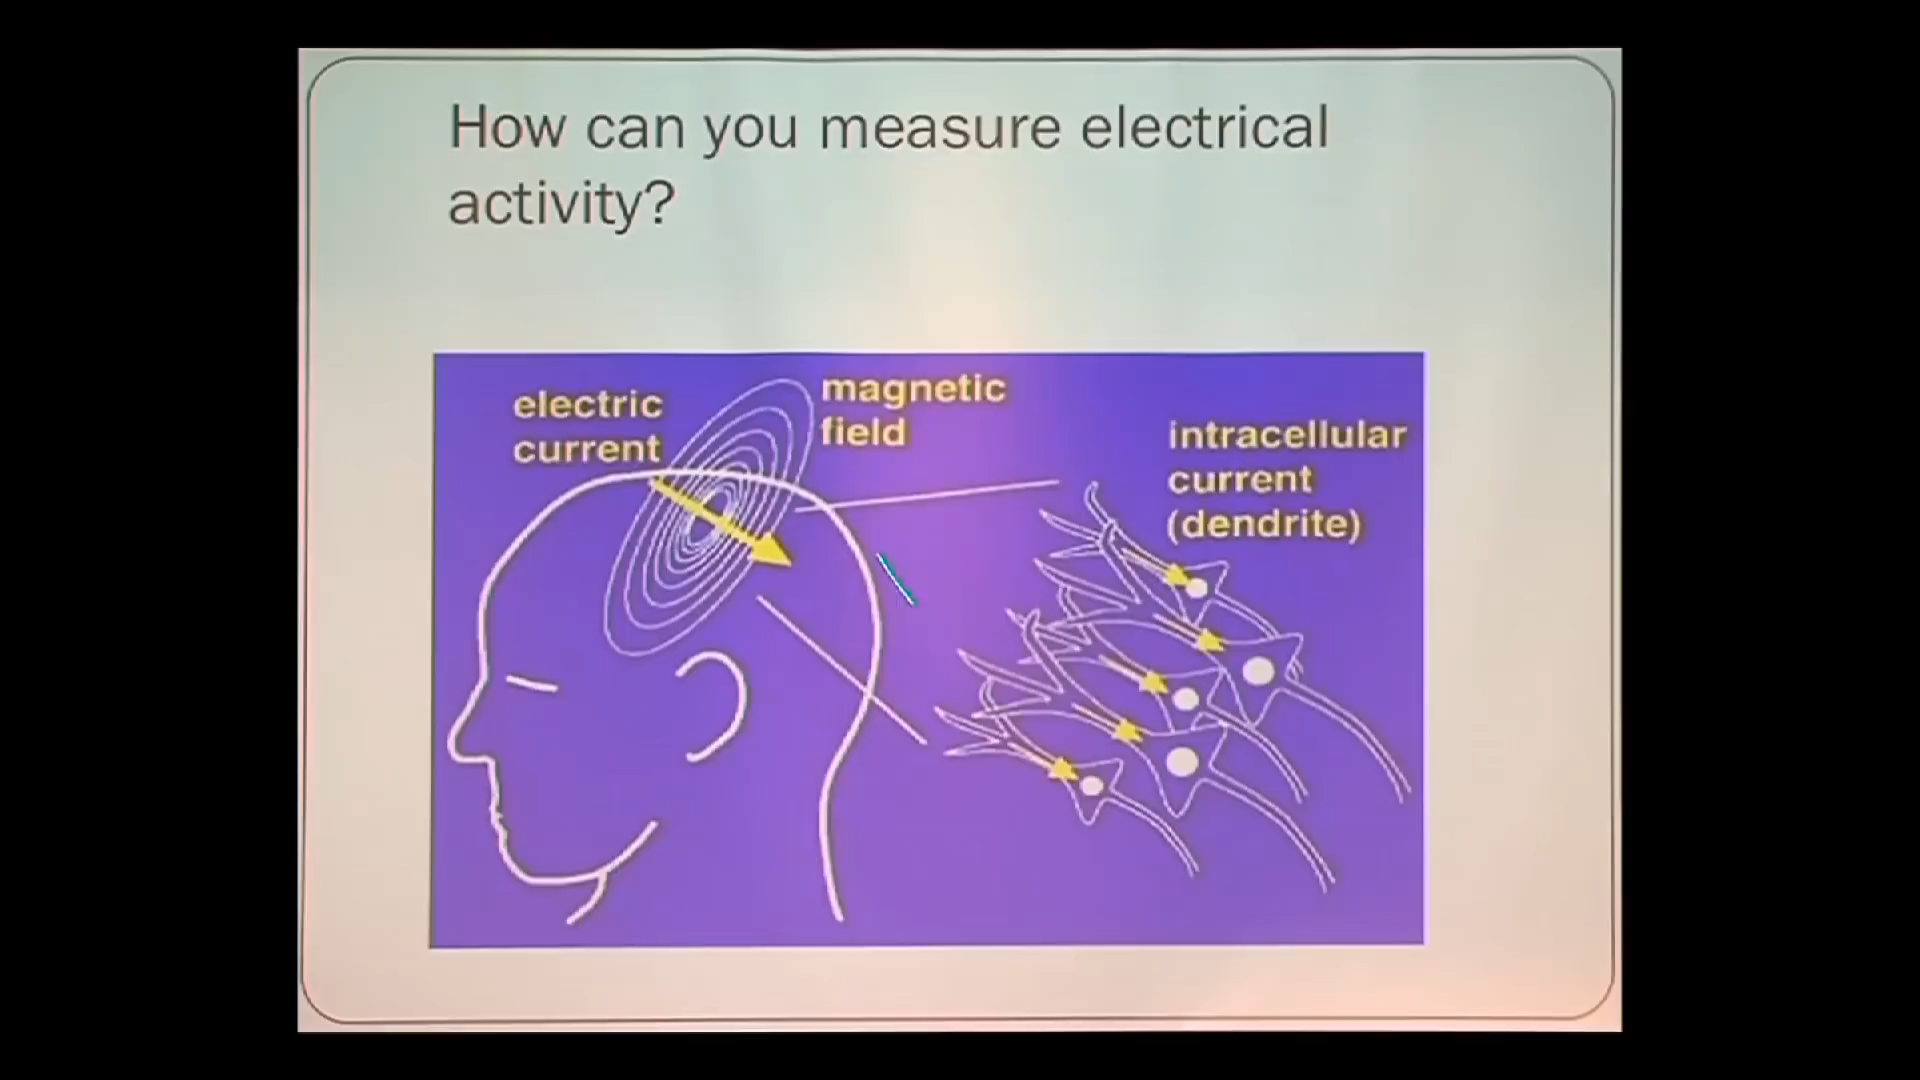 How can you measure electrical
activity?
electric
current
magnetic
field
intracellular
current
(dendrite)